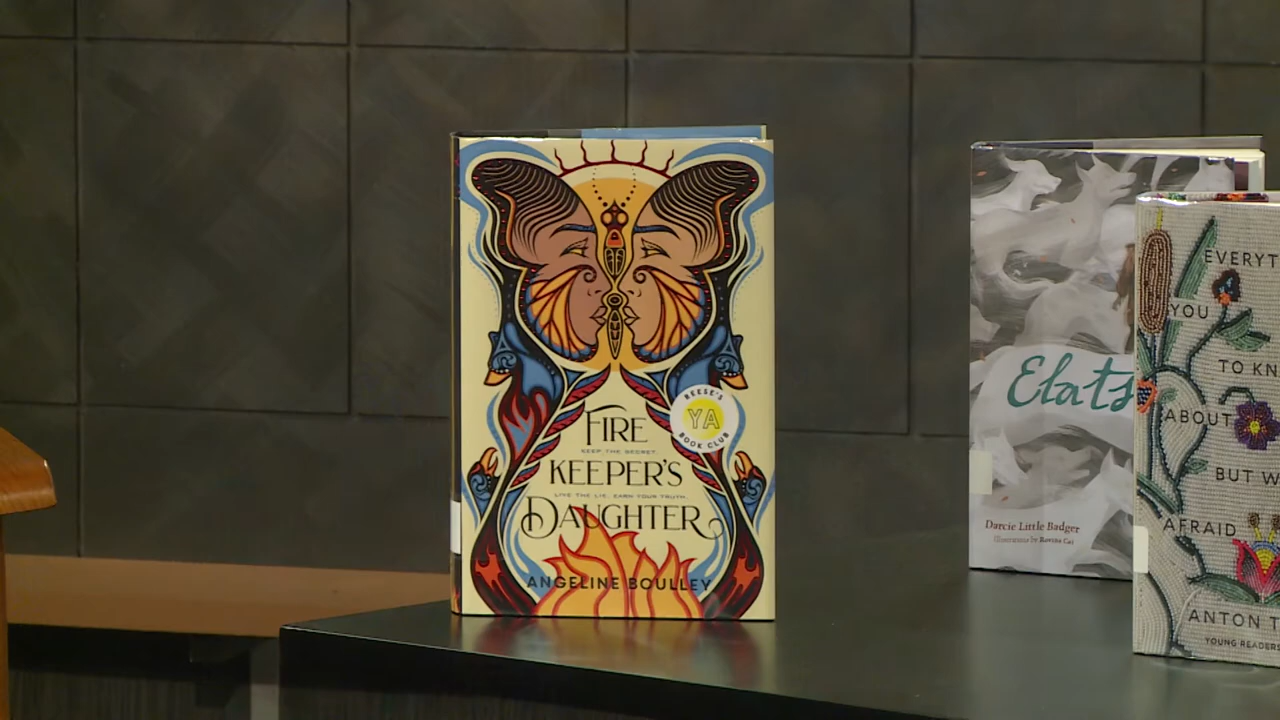 REESE'S
YA
BOOK CLUB
FIRE
KEEP THE SECRET.
KEEPER'S
LIVE THE LIE. EARN YOUR TRUTH.
DAUGHTER
ANGELINE BOULLEY
Elats
Darcie Little Badger
Illustrations by Rovina Cai
EVERYT
YOU
TO KN
ABOUT
BUT W
AFRAID
ANTON T
YOUNG READERS